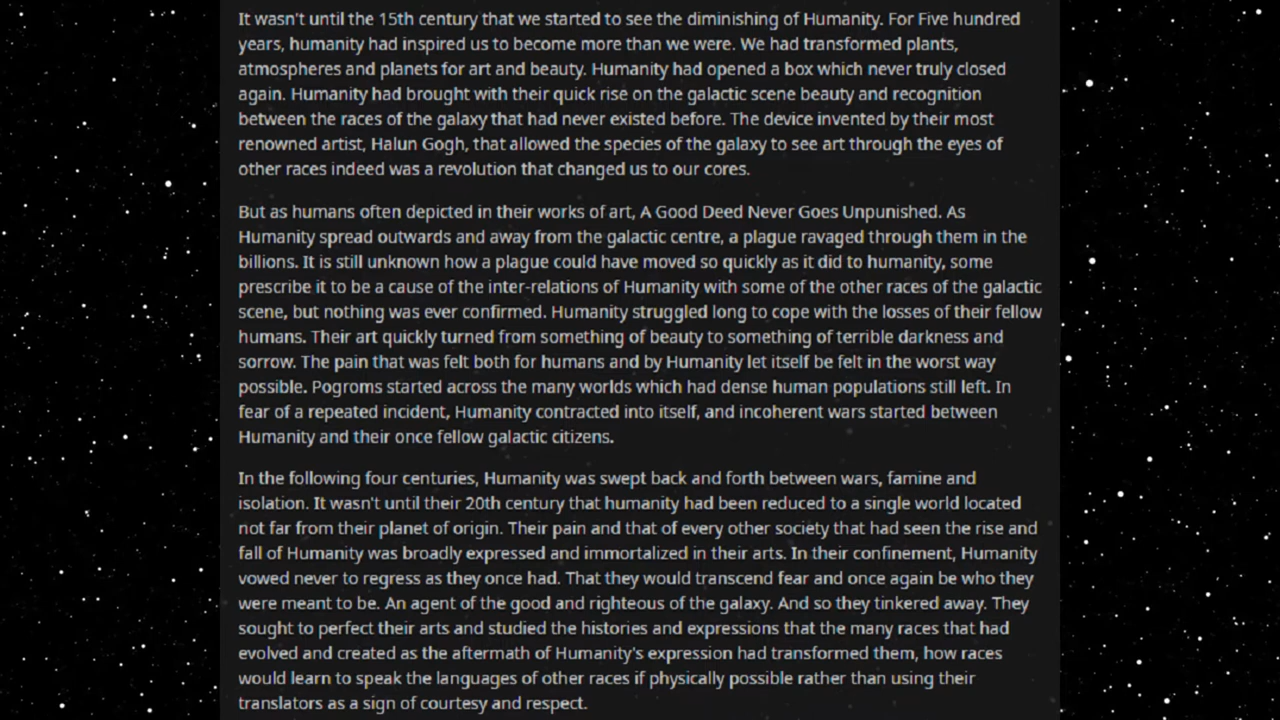 It wasn't until the 15th century that we started to see the diminishing of Humanity. For Five hundred
years, humanity had inspired us to become more than we were. We had transformed plants,
atmospheres and planets for art and beauty. Humanity had opened a box which never truly closed
again. Humanity had brought with their quick rise on the galactic scene beauty and recognition
between the races of the galaxy that had never existed before. The device invented by their most
renowned artist, Halun Gogh, that allowed the species of the galaxy to see art through the eyes of
other races indeed was a revolution that changed us to our cores.
But as humans often depicted in their works of art, A Good Deed Never Goes Unpunished. As
Humanity spread outwards and away from the galactic centre, a plague ravaged through them in the
billions. It is still unknown how a plague could have moved so quickly as it did to humanity, some
prescribe it to be a cause of the inter-relations of Humanity with some of the other races of the galactic
scene, but nothing was ever confirmed. Humanity struggled long to cope with the losses of their fellow
humans. Their art quickly turned from something of beauty to something of terrible darkness and
sorrow. The pain that was felt both for humans and by Humanity let itself be felt in the worst way
possible. Pogroms started across the many worlds which had dense human populations still left. In
fear of a repeated incident, Humanity contracted into itself, and incoherent wars started between
Humanity and their once fellow galactic citizens.
In the following four centuries, Humanity was swept back and forth between wars, famine and
isolation. It wasn't until their 20th century that humanity had been reduced to a single world located
not far from their planet of origin. Their pain and that of every other society that had seen the rise and
fall of Humanity was broadly expressed and immortalized in their arts. In their confinement, Humanity
vowed never to regress as they once had. That they would transcend fear and once again be who they
were meant to be. An agent of the good and righteous of the galaxy. And so they tinkered away. They
sought to perfect their arts and studied the histories and expressions that the many races that had
evolved and created as the aftermath of Humanity's expression had transformed them, how races
would learn to speak the languages of other races if physically possible rather than using their
translators as a sign of courtesy and respect.